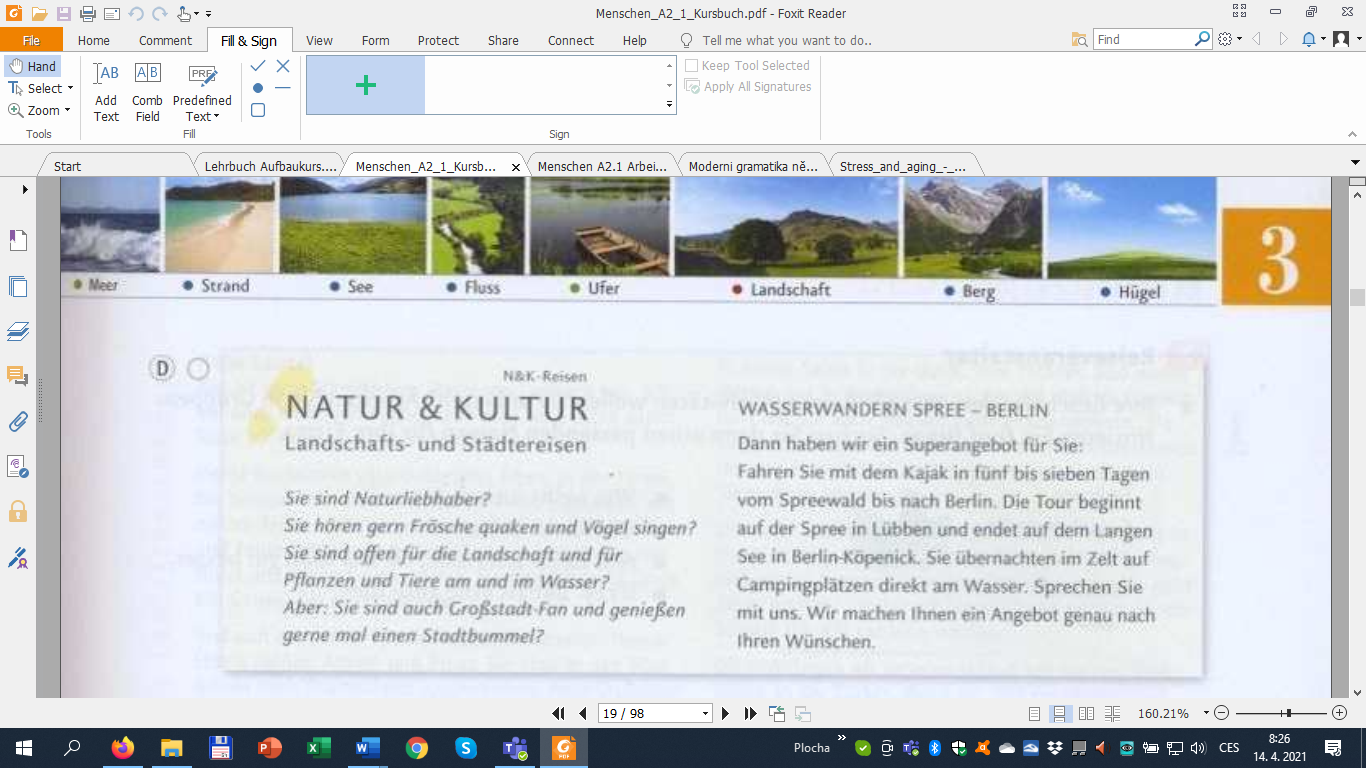 Menschen_A2_1_Kursbuch.pdf - Foxit Reader
File Home Comment Fill & Sign View Form Protect Share Connect Help Tell me what you want to do.. Find
Hand
Select
Zoom
Tools
Add Text
Comb Field
Predefined Text
Fill
Sign
Keep Tool Selected
Apply All Signatures
Start Lehrbuch Aufbaukurs.... Menschen_A2_1_Kursb... Menschen A2.1 Arbei... Moderni gramatika ně... Stress_and_aging_-_...
Meer Strand See Fluss Ufer Landschaft Berg Hügel
3
D
N&K-Reisen
NATUR & KULTUR
Landschafts- und Städtereisen
Sie sind Naturliebhaber?
Sie hören gern Frösche quaken und Vögel singen?
Sie sind offen für die Landschaft und für
Pflanzen und Tiere am und im Wasser?
Aber: Sie sind auch Großstadt-Fan und genießen
gerne mal einen Stadtbummel?
WASSERWANDERN SPREE – BERLIN
Dann haben wir ein Superangebot für Sie:
Fahren Sie mit dem Kajak in fünf bis sieben Tagen
vom Spreewald bis nach Berlin. Die Tour beginnt
auf der Spree in Lübben und endet auf dem Langen
See in Berlin-Köpenick. Sie übernachten im Zelt auf
Campingplätzen direkt am Wasser. Sprechen Sie
mit uns. Wir machen Ihnen ein Angebot genau nach
Ihren Wünschen.
19 / 98
160.21%
Plocha
CES
8:26
14. 4. 2021